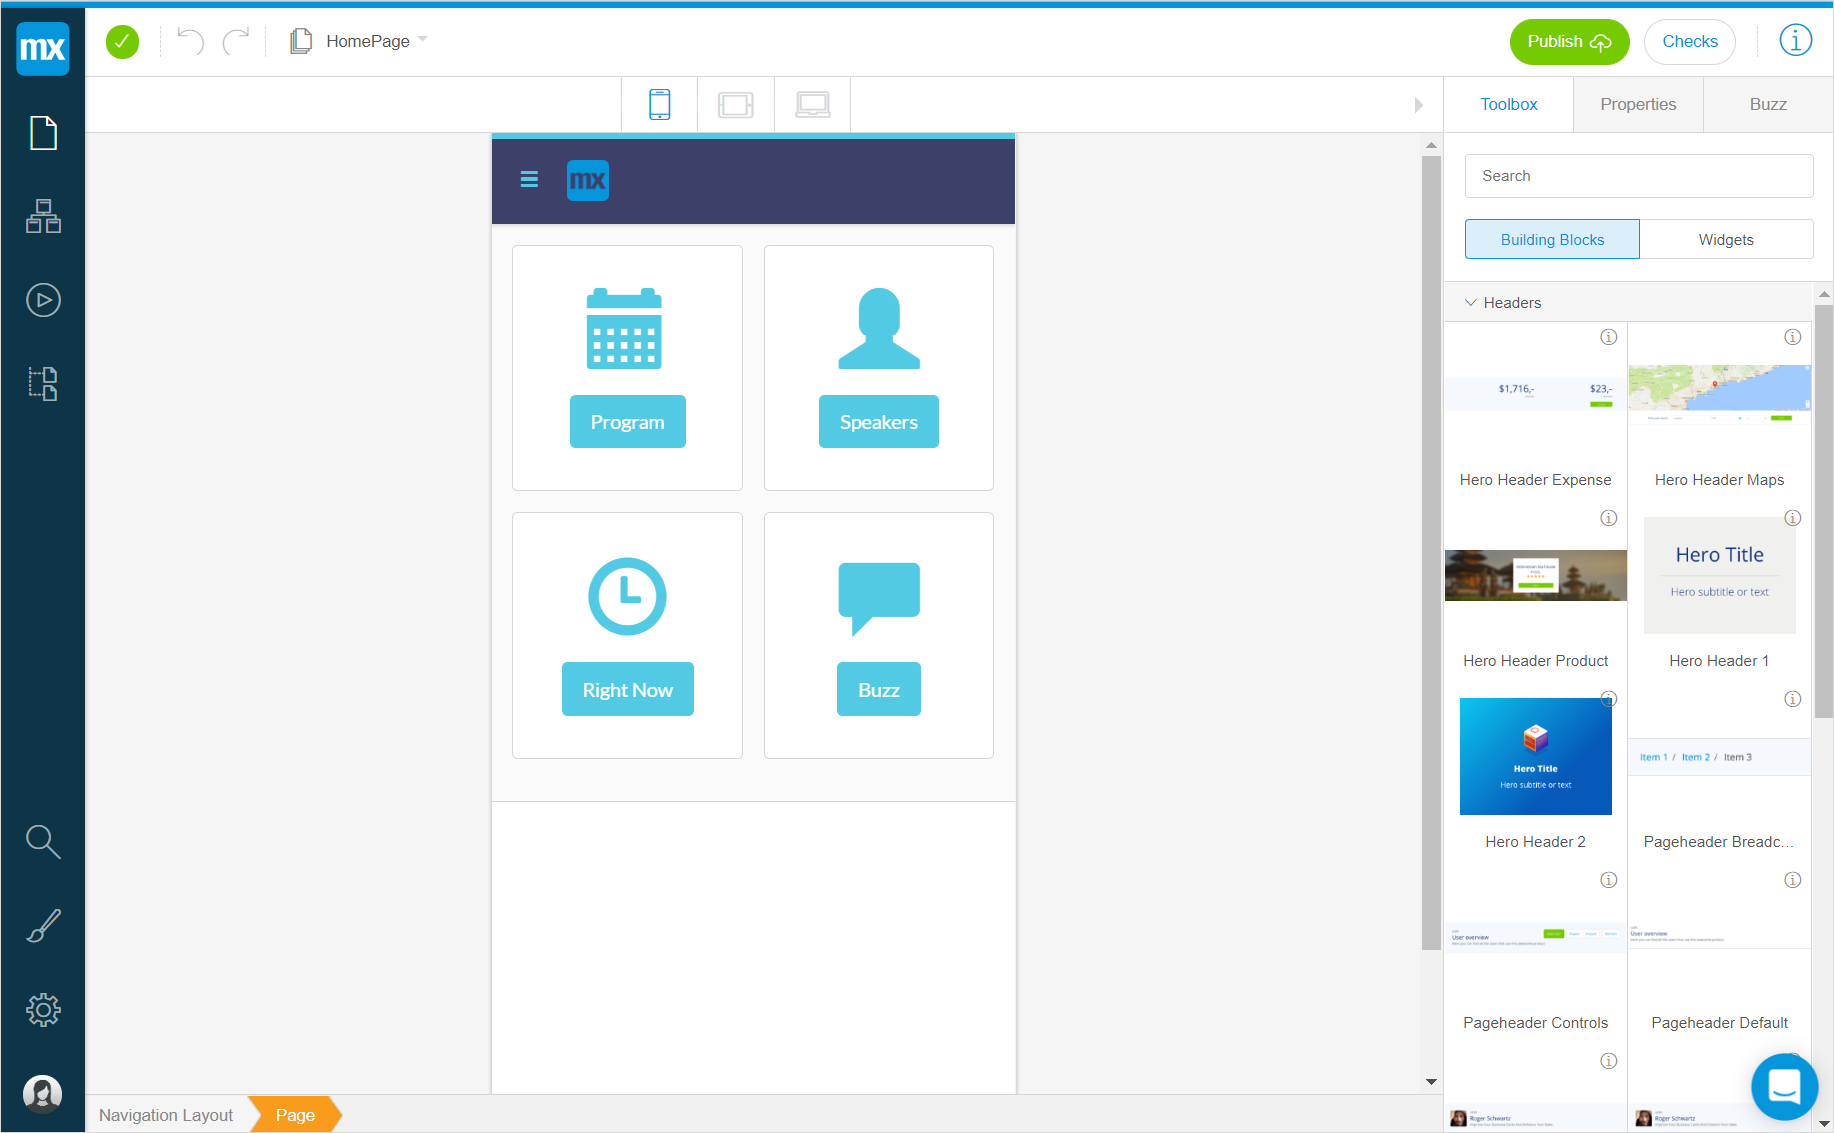 mx
HomePage
Publish
Checks
Toolbox
Properties
Buzz
mx
Search
Building Blocks
Widgets
Headers
Program
Speakers
$1,716,-
$23,-
Hero Header Expense
Hero Header Maps
Hero Title
Hero subtitle or text
Hero Header Product
Hero Header 1
Right Now
Buzz
Hero Title
Hero subtitle or text
Item 1 / Item 2 / Item 3
Hero Header 2
Pageheader Breadc...
User overview
User overview
Pageheader Controls
Pageheader Default
Roger Schwartz
Roger Schwartz
Navigation Layout
Page